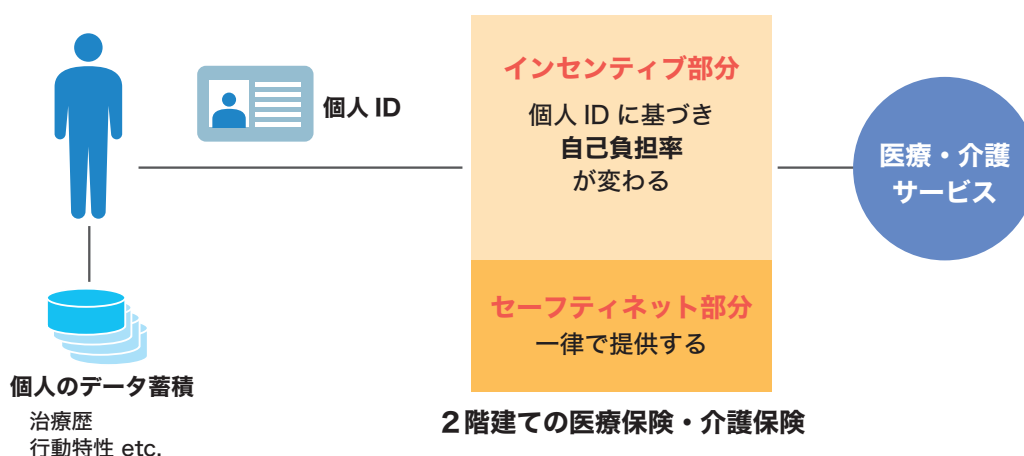 個人 ID
インセンティブ部分
個人 ID に基づき
自己負担率
が変わる
セーフティネット部分
一律で提供する
2階建ての医療保険・介護保険
医療・介護
サービス
個人のデータ蓄積
治療歴
行動特性 etc.